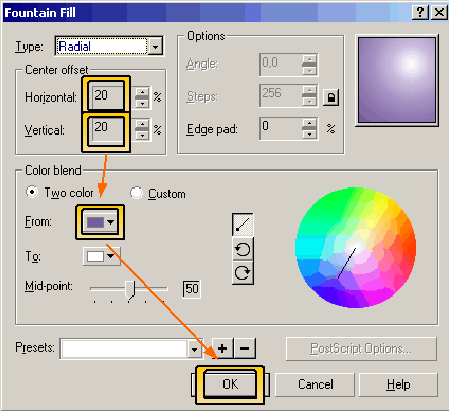 Fountain Fill
Type: Radial
Options
Center offset
Horizontal: 20 %
Vertical: 20 %
Angle: 0,0
Steps: 256
Edge pad: 0 %
Color blend
Two color Custom
From:
To:
Mid-point: 50
Presets:
PostScript Options...
OK Cancel Help